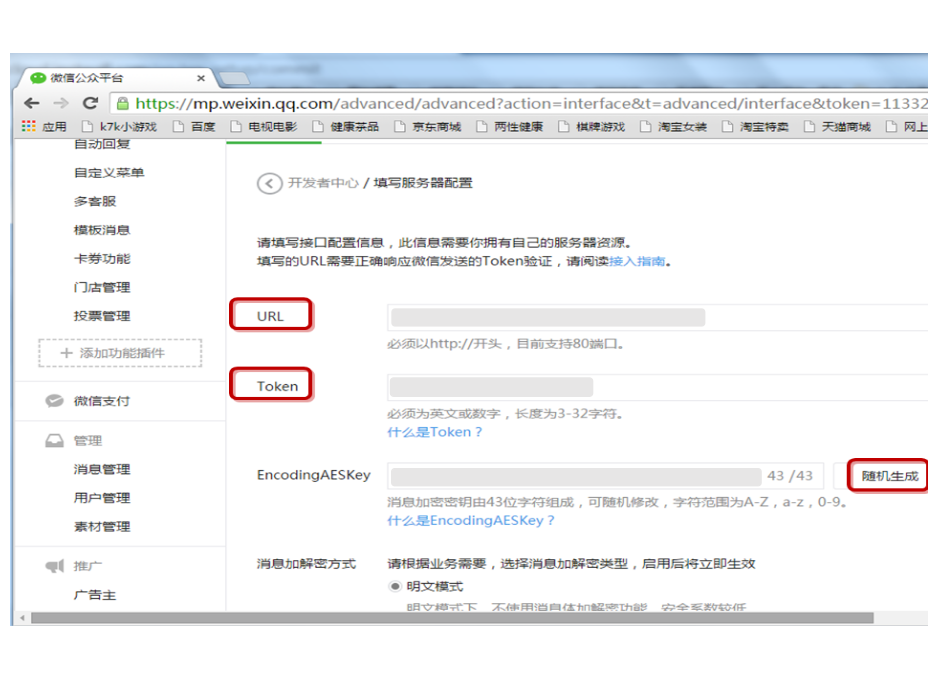 微信公众平台
https://mp.weixin.qq.com/advanced/advanced?action=interface&t=advanced/interface&token=11332
应用 k7k小游戏 百度 电视电影 健康茶品 京东商城 两性健康 棋牌游戏 淘宝女装 淘宝特卖 天猫商城 网上
自动回复
自定义菜单
多客服
模板消息
卡券功能
门店管理
投票管理
+ 添加功能插件
微信支付
管理
消息管理
用户管理
素材管理
推广
广告主
开发者中心 / 填写服务器配置
请填写接口配置信息，此信息需要你拥有自己的服务器资源。
填写的URL需要正确响应微信发送的Token验证，请阅读接入指南。
URL
必须以http://开头，目前支持80端口。
Token
必须为英文或数字，长度为3-32字符。
什么是Token？
EncodingAESKey 43 /43 随机生成
消息加密密钥由43位字符组成，可随机修改，字符范围为A-Z，a-z，0-9。
什么是EncodingAESKey？
消息加解密方式 请根据业务需要，选择消息加解密类型，启用后将立即生效
明文模式
明文模式下，不使用消息体加解密功能，安全系数较低